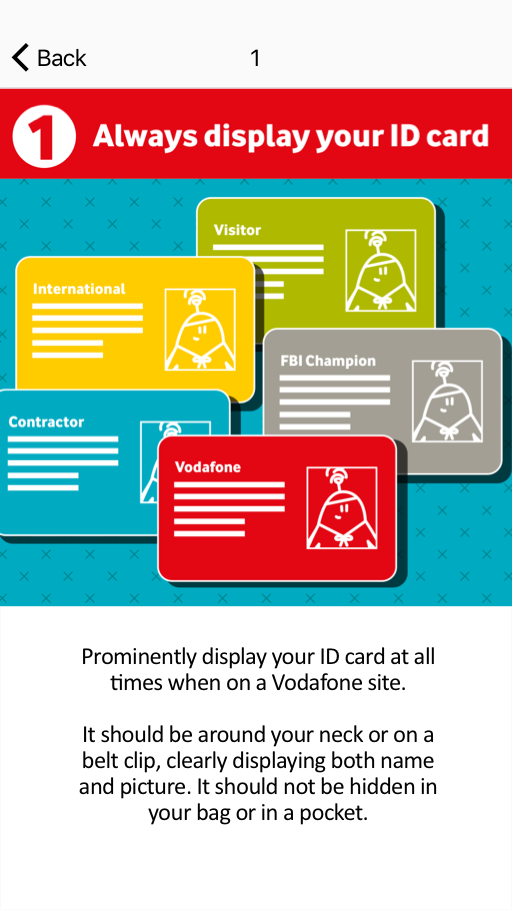 Back
1
1 Always display your ID card
Visitor
International
FBI Champion
Contractor
Vodafone
Prominently display your ID card at all
times when on a Vodafone site.
It should be around your neck or on a
belt clip, clearly displaying both name
and picture. It should not be hidden in
your bag or in a pocket.